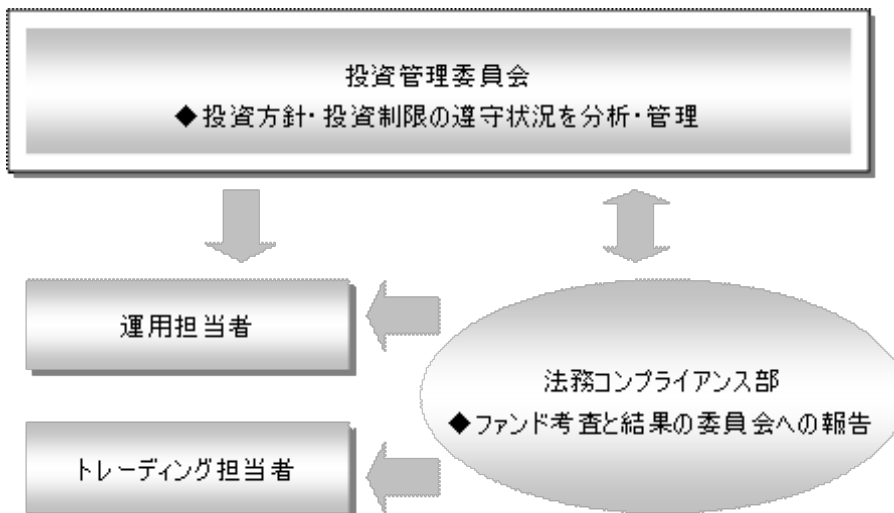 投資管理委員会
◆投資方針・投資制限の遵守状況を分析・管理
運用担当者
法務コンプライアンス部
◆ファンド考査と結果の委員会への報告
トレーディング担当者